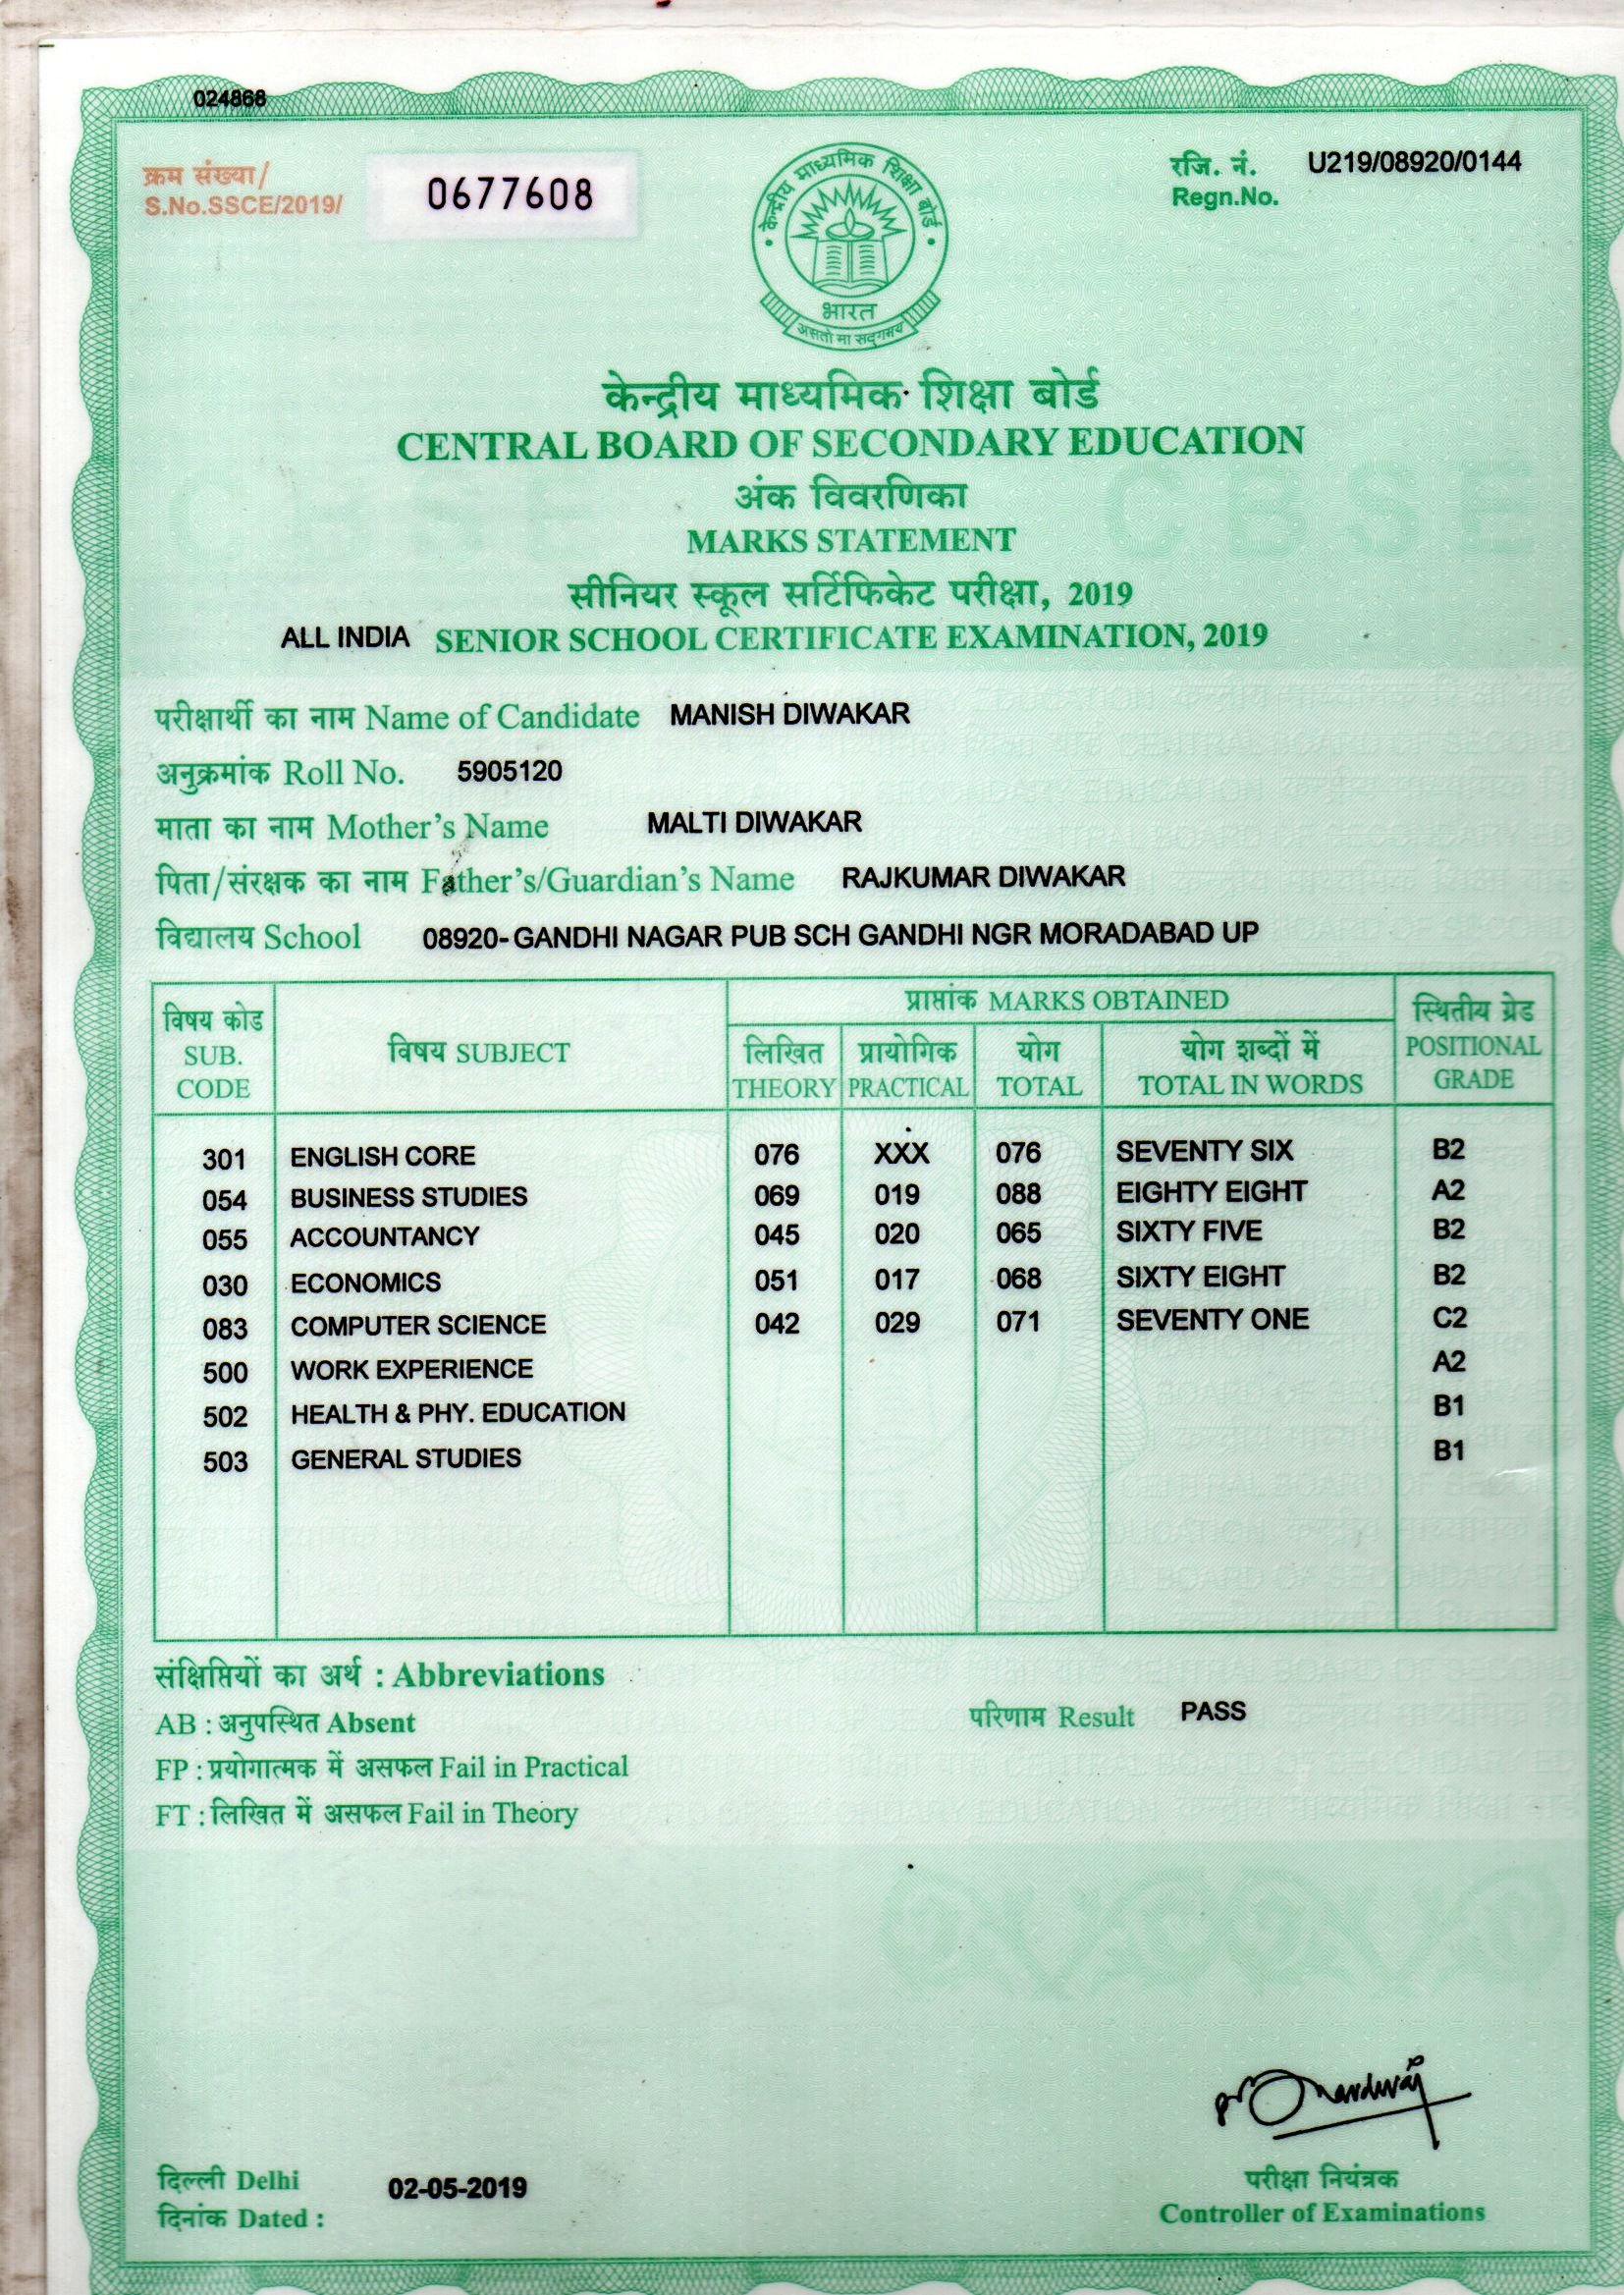 024868
क्रम संख्या/
S.No.SSCE/2019/ 0677608
रजि. नं. U219/08920/0144
Regn.No.
केन्द्रीय माध्यमिक शिक्षा बोर्ड
भारत
असतो मा सद्गमय
केन्द्रीय माध्यमिक शिक्षा बोर्ड
CENTRAL BOARD OF SECONDARY EDUCATION
अंक विवरणिका
MARKS STATEMENT
CBSE
सीनियर स्कूल सर्टिफिकेट परीक्षा, 2019
ALL INDIA SENIOR SCHOOL CERTIFICATE EXAMINATION, 2019
परीक्षार्थी का नाम Name of Candidate MANISH DIWAKAR
अनुक्रमांक Roll No. 5905120
माता का नाम Mother's Name MALTI DIWAKAR
पिता/संरक्षक का नाम Father's/Guardian's Name RAJKUMAR DIWAKAR
विद्यालय School 08920-GANDHI NAGAR PUB SCH GANDHI NGR MORADABAD UP
विषय कोड SUB. CODE
विषय SUBJECT
प्राप्तांक MARKS OBTAINED
लिखित THEORY
प्रायोगिक PRACTICAL
योग TOTAL
योग शब्दों में TOTAL IN WORDS
स्थितीय ग्रेड POSITIONAL GRADE
301 ENGLISH CORE 076 XXX 076 SEVENTY SIX B2
054 BUSINESS STUDIES 069 019 088 EIGHTY EIGHT A2
055 ACCOUNTANCY 045 020 065 SIXTY FIVE B2
030 ECONOMICS 051 017 068 SIXTY EIGHT B2
083 COMPUTER SCIENCE 042 029 071 SEVENTY ONE C2
500 WORK EXPERIENCE A2
502 HEALTH & PHY. EDUCATION B1
503 GENERAL STUDIES B1
संक्षिप्तियों का अर्थ : Abbreviations
AB : अनुपस्थित Absent
परिणाम Result PASS
FP : प्रयोगात्मक में असफल Fail in Practical
FT : लिखित में असफल Fail in Theory
दिल्ली Delhi
दिनांक Dated : 02-05-2019
परीक्षा नियंत्रक
Controller of Examinations